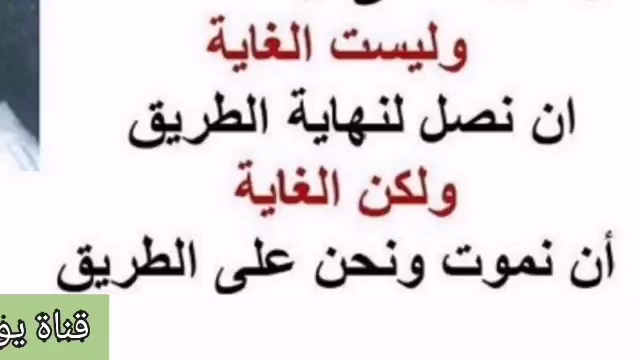 وليست الغاية
ان نصل لنهاية الطريق
ولكن الغاية
أن نموت ونحن على الطريق
قناة